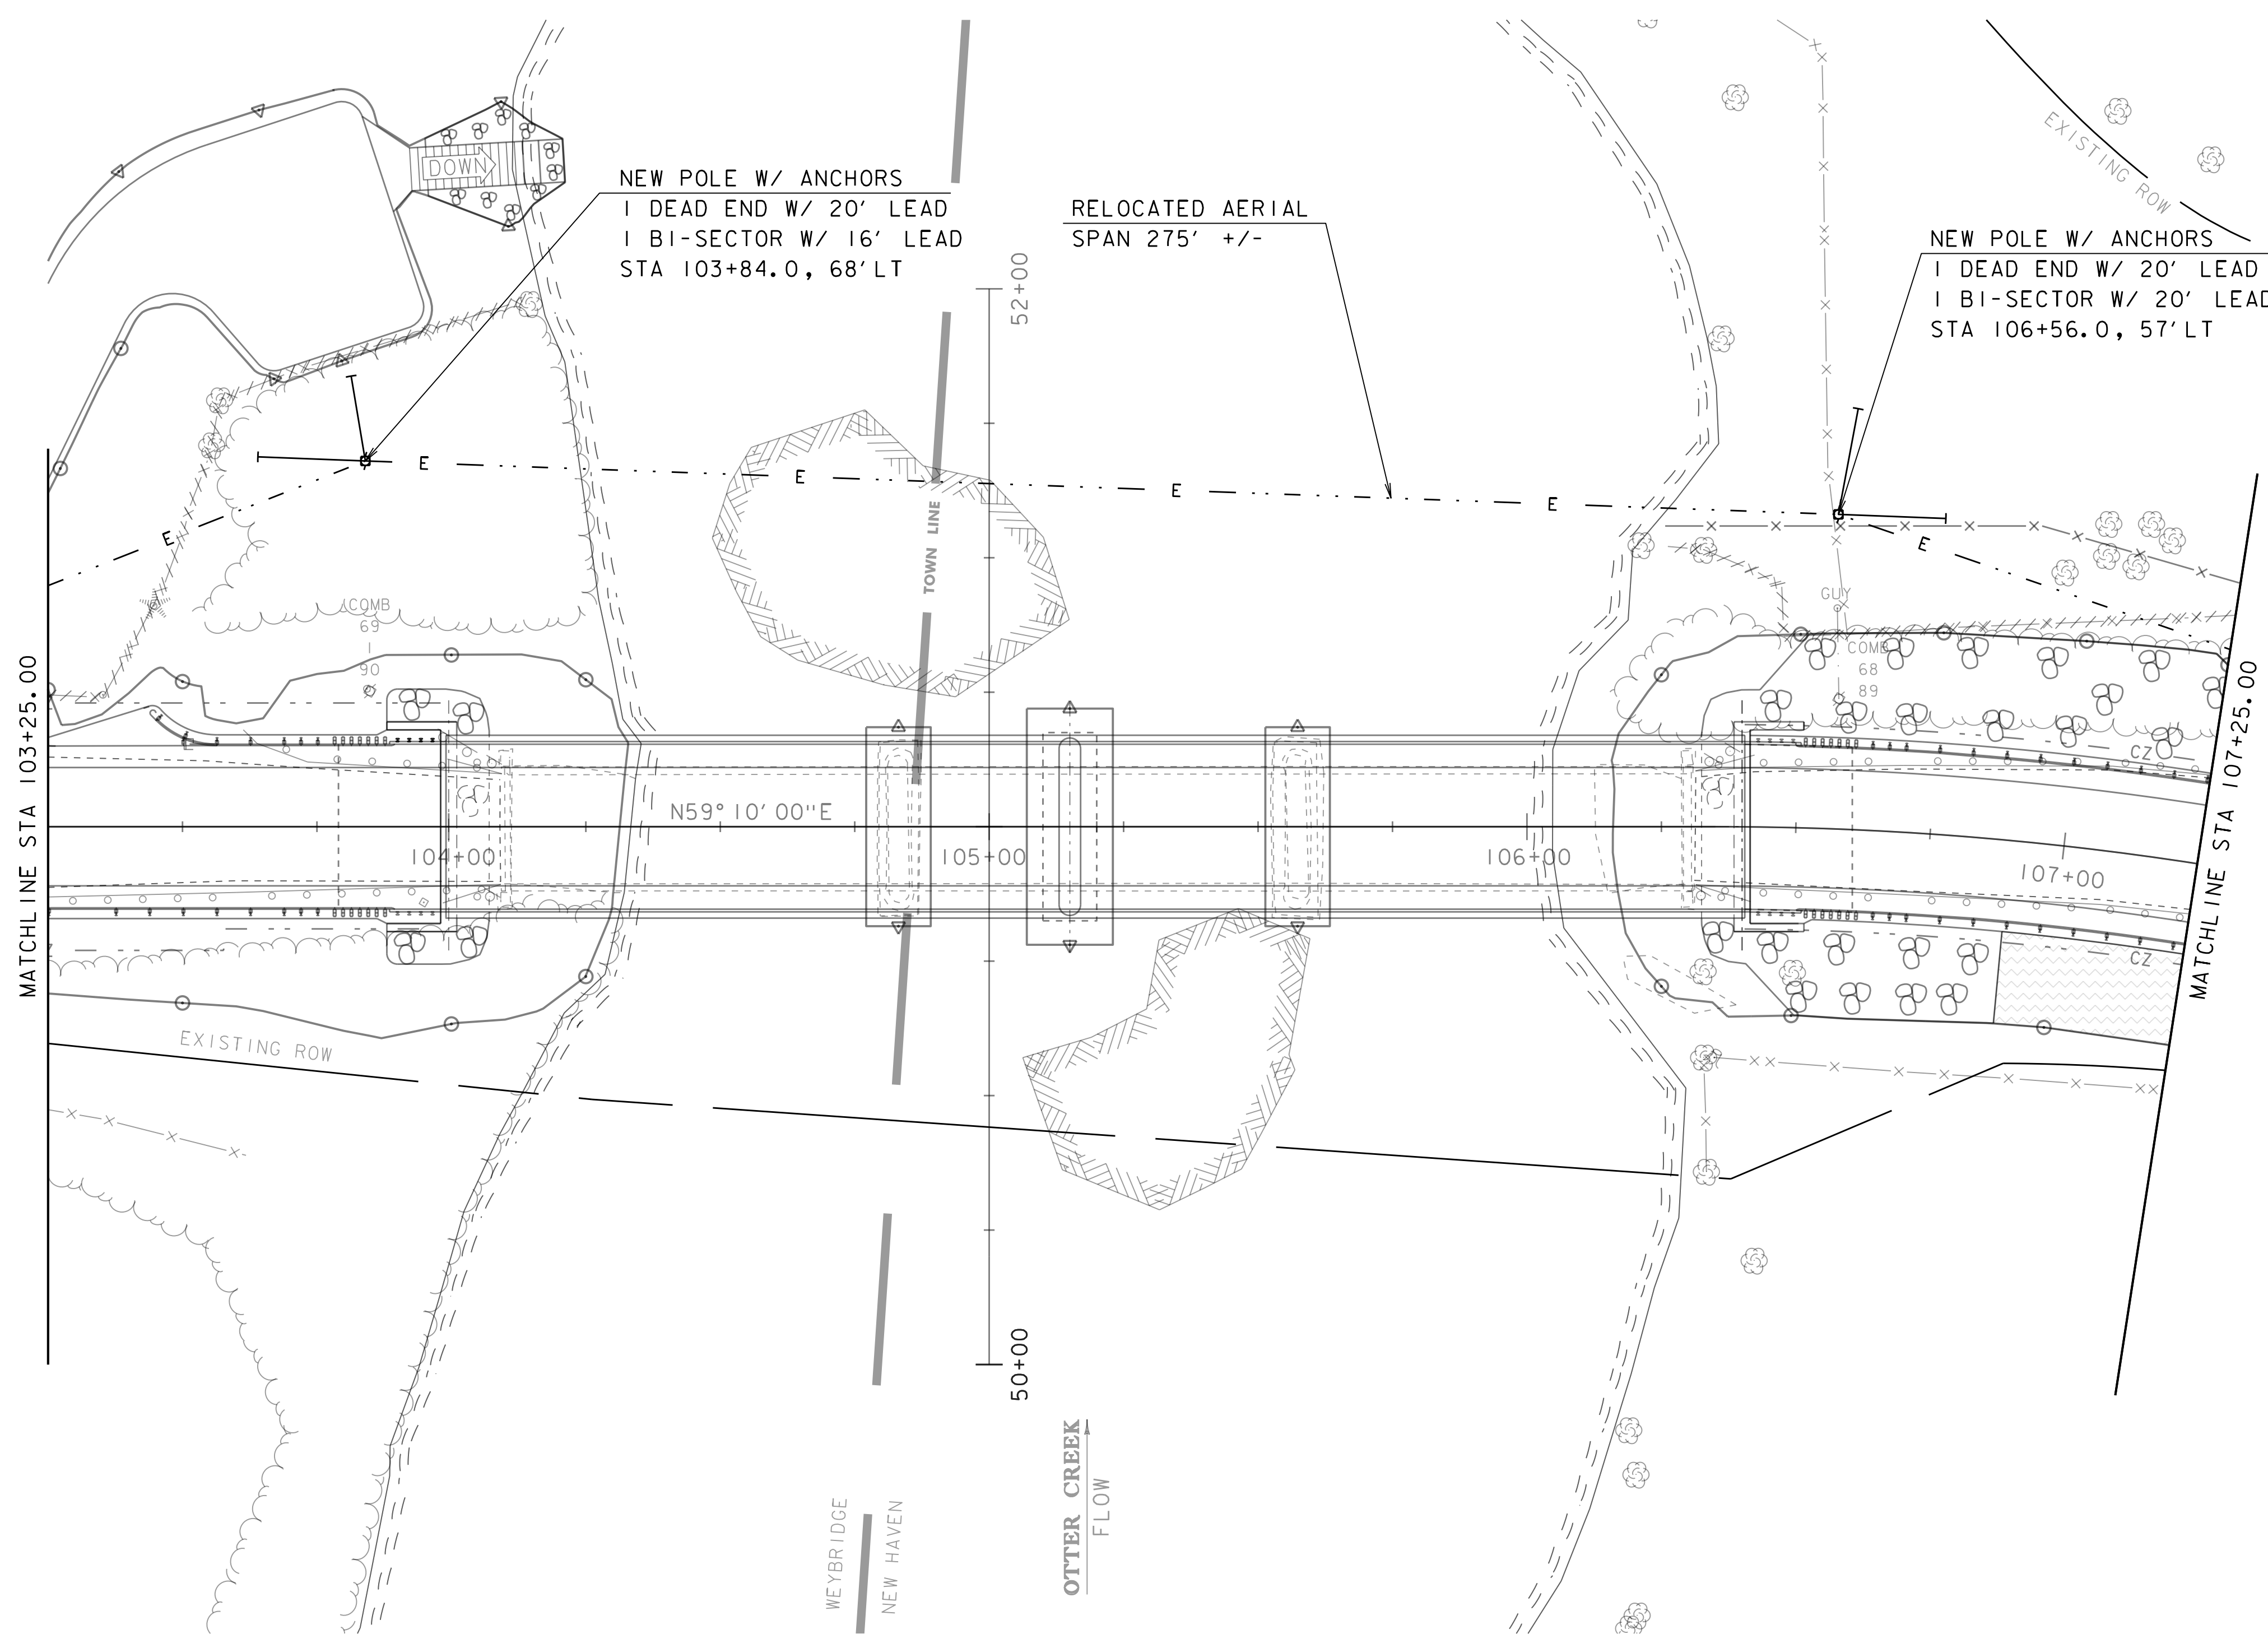 DOWN
NEW POLE W/ ANCHORS
1 DEAD END W/ 20' LEAD
1 BI-SECTOR W/ 16' LEAD
STA 103+84.0, 68' LT
RELOCATED AERIAL
SPAN 275' +/-
52+00
EXISTING ROW
NEW POLE W/ ANCHORS
1 DEAD END W/ 20' LEAD
1 BI-SECTOR W/ 20' LEAD
STA 106+56.0, 57' LT
E
E
E
E
E
E
E
TOWN LINE
COMB
69
90
GUY
COMB
68
89
MATCHLINE STA 103+25.00
N59° 10' 00"E
104+00
105+00
106+00
107+00
CZ
CZ
MATCHLINE STA 107+25.00
EXISTING ROW
50+00
WEYBRIDGE
NEW HAVEN
OTTER CREEK
FLOW